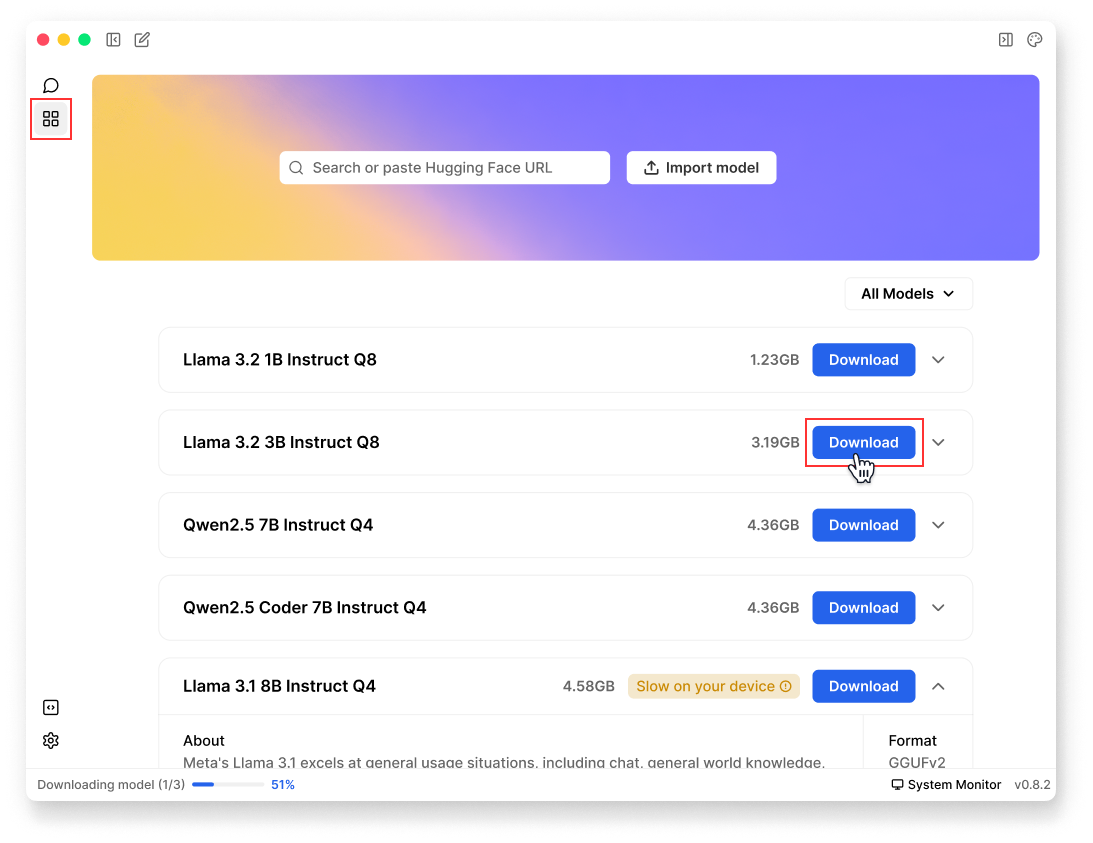 Search or paste Hugging Face URL
Import model
All Models
Llama 3.2 1B Instruct Q8 1.23GB Download
Llama 3.2 3B Instruct Q8 3.19GB Download
Qwen2.5 7B Instruct Q4 4.36GB Download
Qwen2.5 Coder 7B Instruct Q4 4.36GB Download
Llama 3.1 8B Instruct Q4 4.58GB Slow on your device Download
About Format
Meta's Llama 3.1 excels at general usage situations, including chat, general world knowledge, GGUFv2
Downloading model (1/3) 51% System Monitor v0.8.2